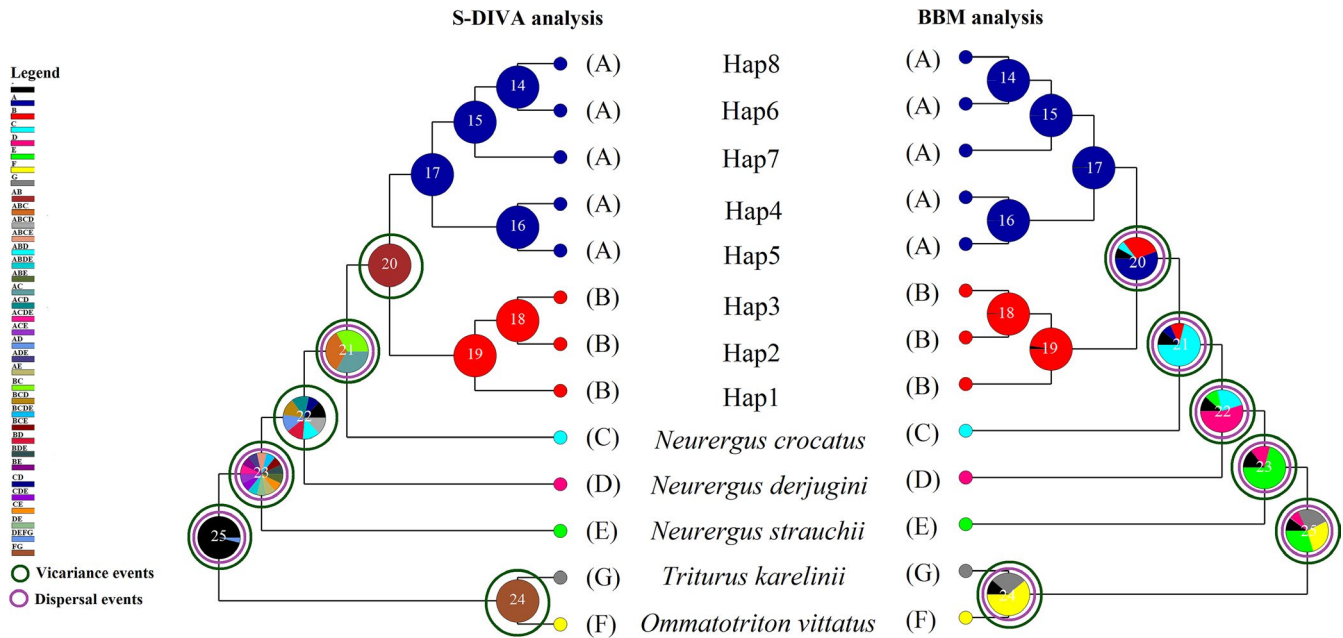 S-DIVA analysis
BBM analysis
Legend
A
B
C
D
E
F
G
AB
ABC
ABCD
ABCE
ABD
ABDE
ABE
AC
ACD
ACDE
ACE
AD
ADE
AE
BC
BCD
BCDE
BCE
BD
BDE
BE
CD
CDE
CE
DE
DEFG
FG
Vicariance events
Dispersal events
(A) Hap8 (A)
14 14
(A) Hap6 (A)
15 15
(A) Hap7 (A)
17 17
(A) Hap4 (A)
16 16
(A) Hap5 (A)
20 20
(B) Hap3 (B)
18 18
(B) Hap2 (B)
21 19 19 21
(B) Hap1 (B)
22 22
(C) Neurergus crocatus (C)
23 23
(D) Neurergus derjugini (D)
25 25
(E) Neurergus strauchii (E)
(G) Triturus karelinii (G)
24 24
(F) Ommatotriton vittatus (F)